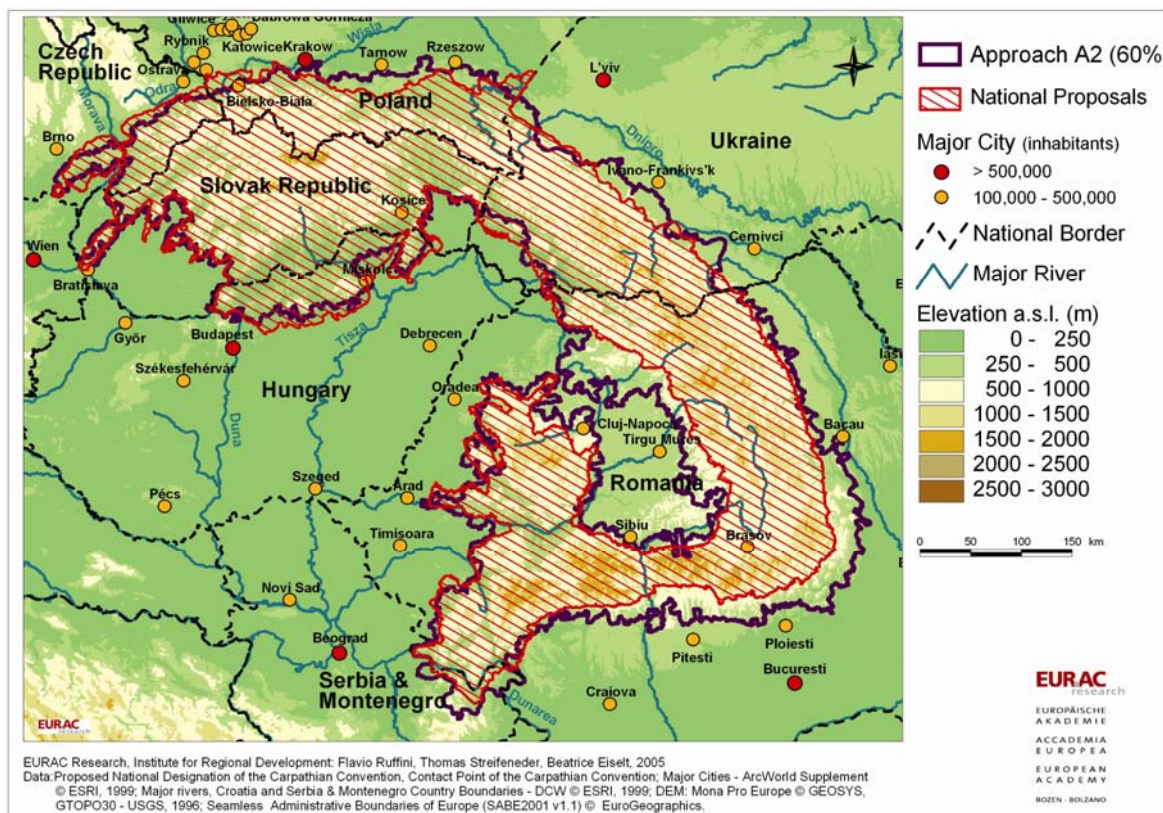 Gliwice
Dabrowa Gornicza
Czech
Republic
Rybnik
Katowice
Krakow
Wisla
Tarnow
Rzeszow
Ostrava
Odra
Bielsko-Biala
Poland
L'viv
Morava
Brno
Dnipro
Ukraine
Slovak Republic
Ivano-Frankivs'k
Kosice
Cernivci
Wien
Bratislava
Miskolc
Györ
Budapest
Tisza
Debrecen
Iasi
Székesfehérvár
Hungary
Oradea
Duna
Cluj-Napoca
Tirgu Mures
Bacau
Pécs
Szeged
Arad
Romania
Timisoara
Sibiu
Brasov
Novi Sad
Beograd
Ploiesti
Pitesti
Bucuresti
Serbia &
Montenegro
Dunarea
Craiova
EURAC
research
N
Approach A2 (60%
National Proposals
Major City (inhabitants)
> 500,000
100,000 - 500,000
National Border
Major River
Elevation a.s.l. (m)
0 - 250
250 - 500
500 - 1000
1000 - 1500
1500 - 2000
2000 - 2500
2500 - 3000
0 50 100 150 km
EURAC
research
EUROPÄISCHE
AKADEMIE
ACCADEMIA
EUROPEA
EUROPEAN
ACADEMY
BOZEN - BOLZANO
EURAC Research, Institute for Regional Development: Flavio Ruffini, Thomas Streifeneder, Beatrice Eiselt, 2005
Data:Proposed National Designation of the Carpathian Convention, Contact Point of the Carpathian Convention; Major Cities - ArcWorld Supplement
© ESRI, 1999; Major rivers, Croatia and Serbia & Montenegro Country Boundaries - DCW © ESRI, 1999; DEM: Mona Pro Europe © GEOSYS,
GTOPO30 - USGS, 1996; Seamless Administrative Boundaries of Europe (SABE2001 v1.1) © EuroGeographics.